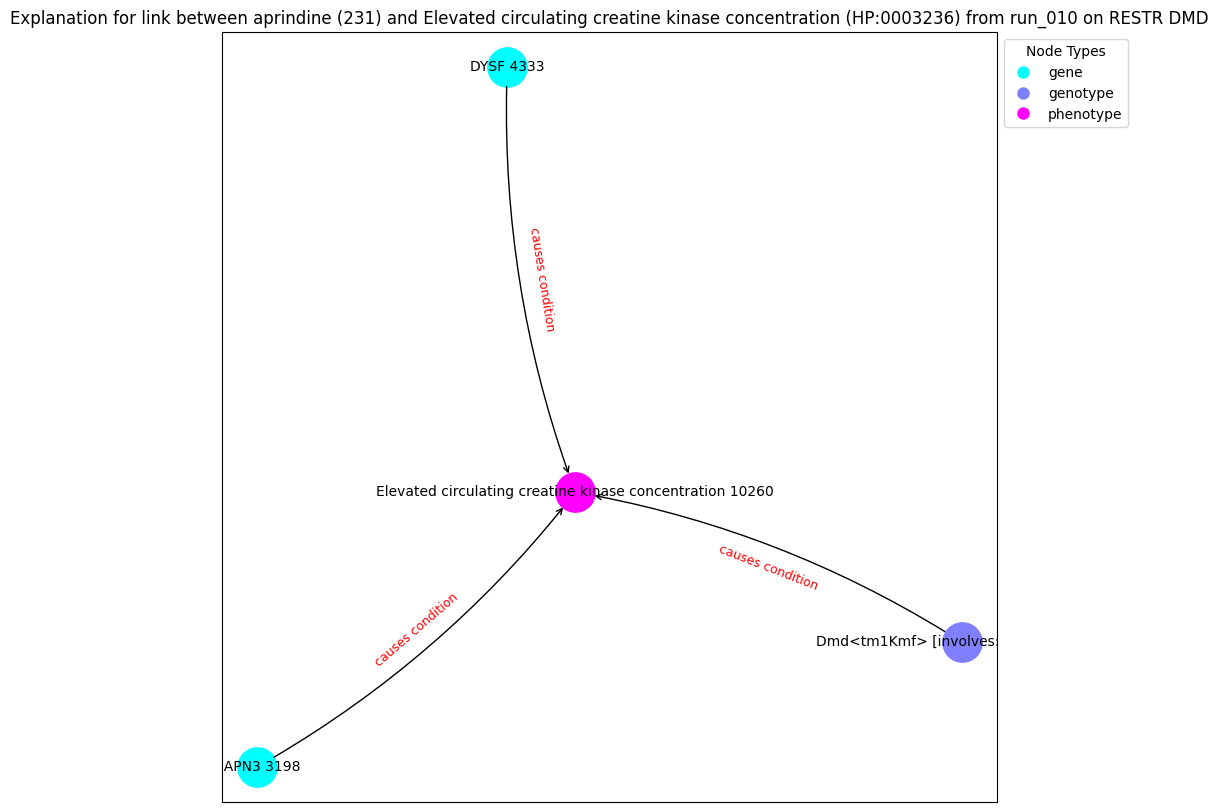 Explanation for link between aprindine (231) and Elevated circulating creatine kinase concentration (HP:0003236) from run_010 on RESTR DMD
Node Types
gene
genotype
phenotype
DYSF 4333
causes condition
Elevated circulating creatine kinase concentration 10260
causes condition
causes condition
Dmd<tm1Kmf> [involves:
APN3 3198